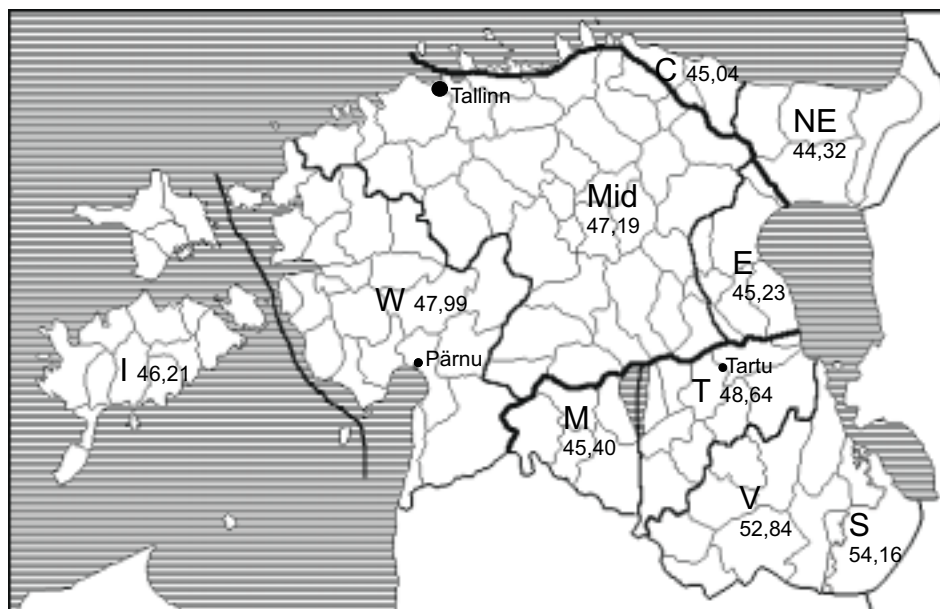 C 45,04
Tallinn
NE
44,32
Mid
47,19
E
45,23
W 47,99
Pärnu
Tartu
I 46,21
T 48,64
M
45,40
V
52,84
S
54,16